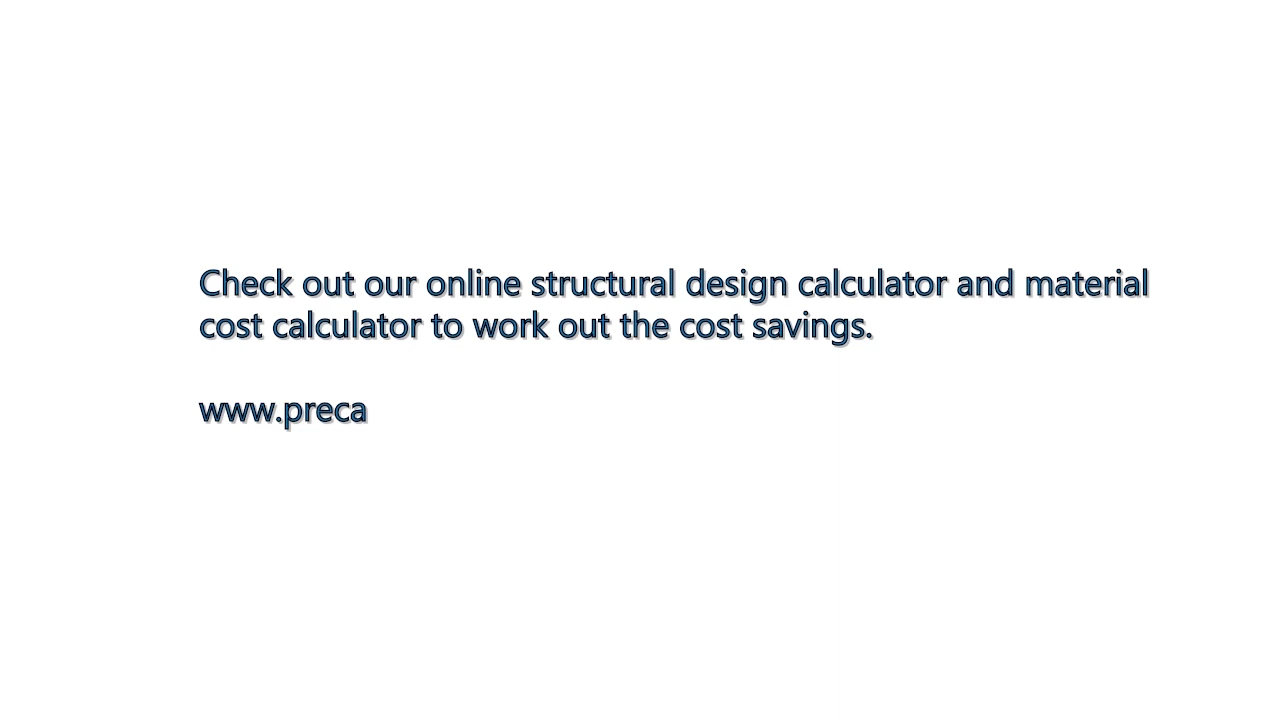 Check out our online structural design calculator and material
cost calculator to work out the cost savings.
www.preca